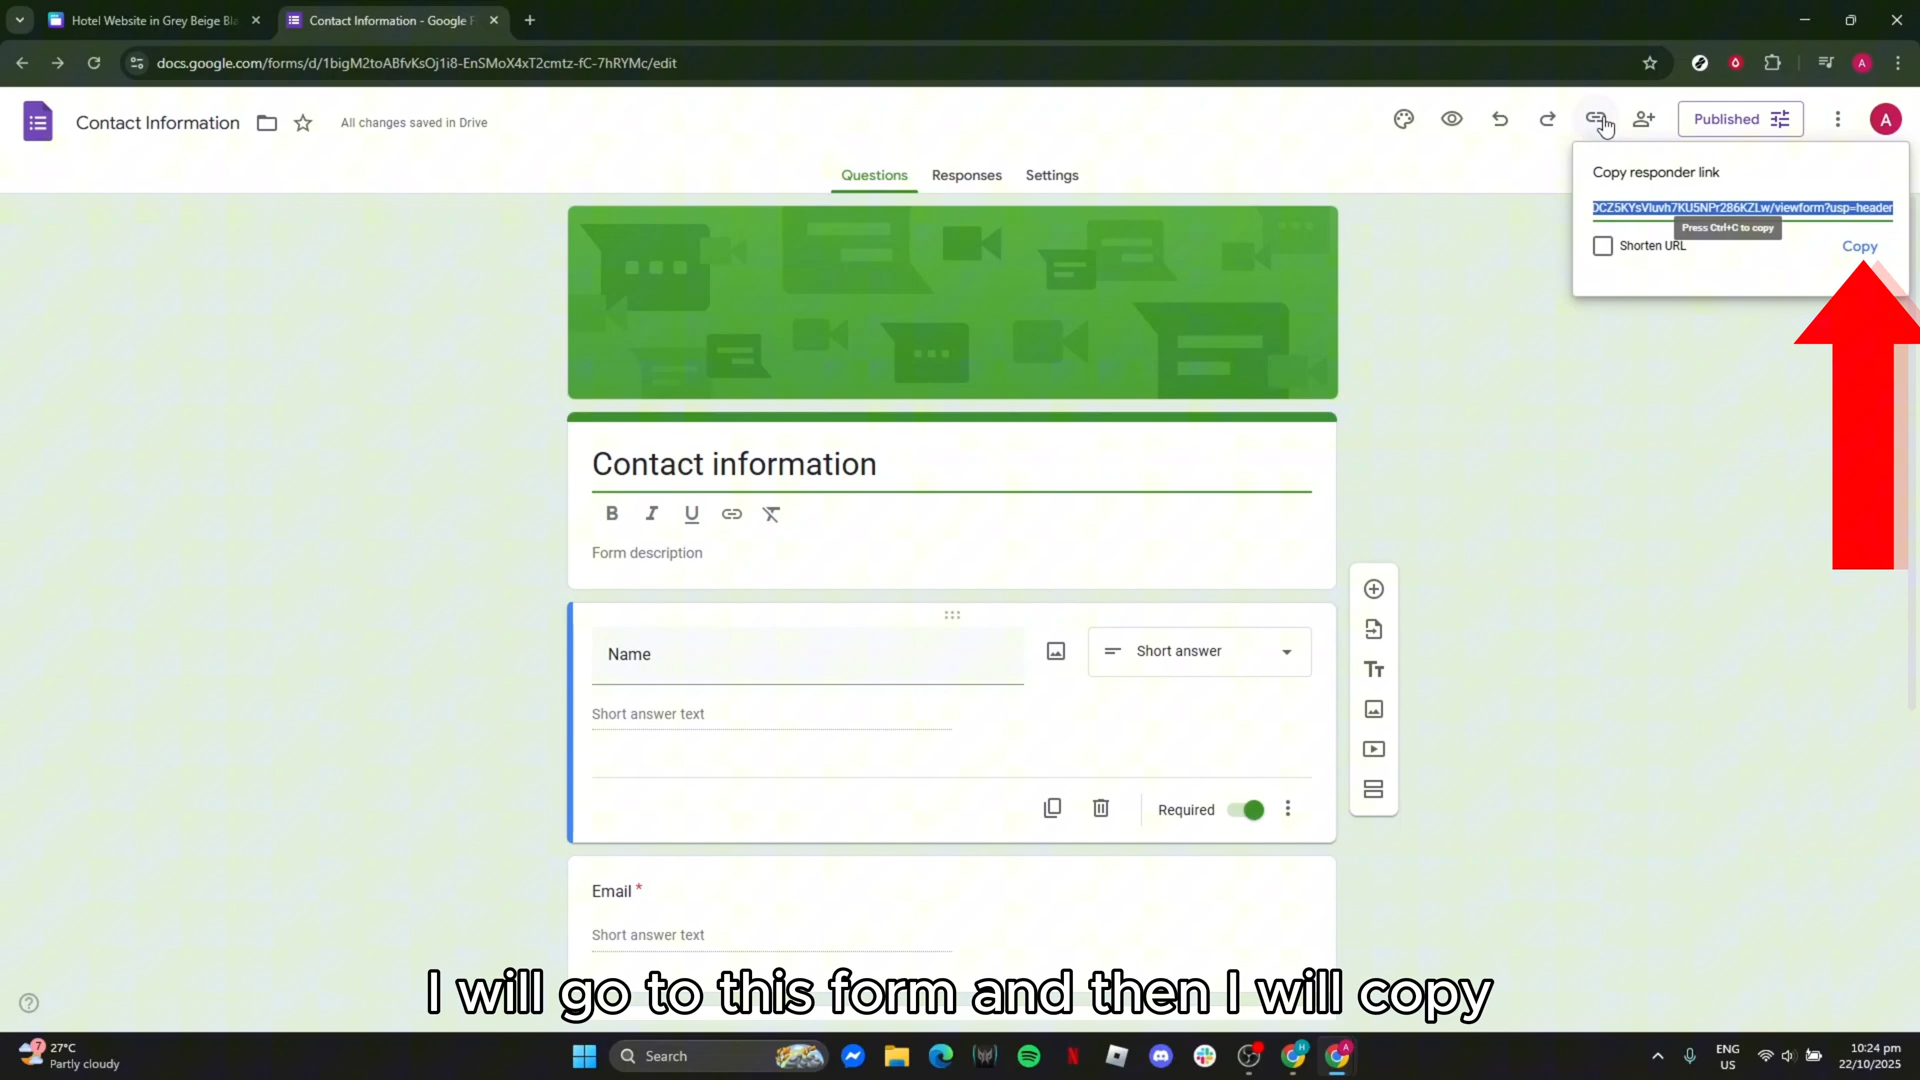 Hotel Website in Grey Beige Bla
Contact Information - Google F
docs.google.com/forms/d/1bigM2toABfvKsOj1i8-EnSMoX4xT2cmtz-fC-7hRYMc/edit
A
Contact Information
All changes saved in Drive
Published
A
Questions
Responses
Settings
Copy responder link
DCZ5KYsVluvh7KU5NPr286KZLw/viewform?usp=header
Press Ctrl+C to copy
Shorten URL
Copy
Contact information
B I U
Form description
Name
Short answer
Short answer text
Tт
Required
Email *
Short answer text
I will go to this form and then I will copy
7
27°C
Partly cloudy
Search
H
A
ENG
US
10:24 pm
22/10/2025